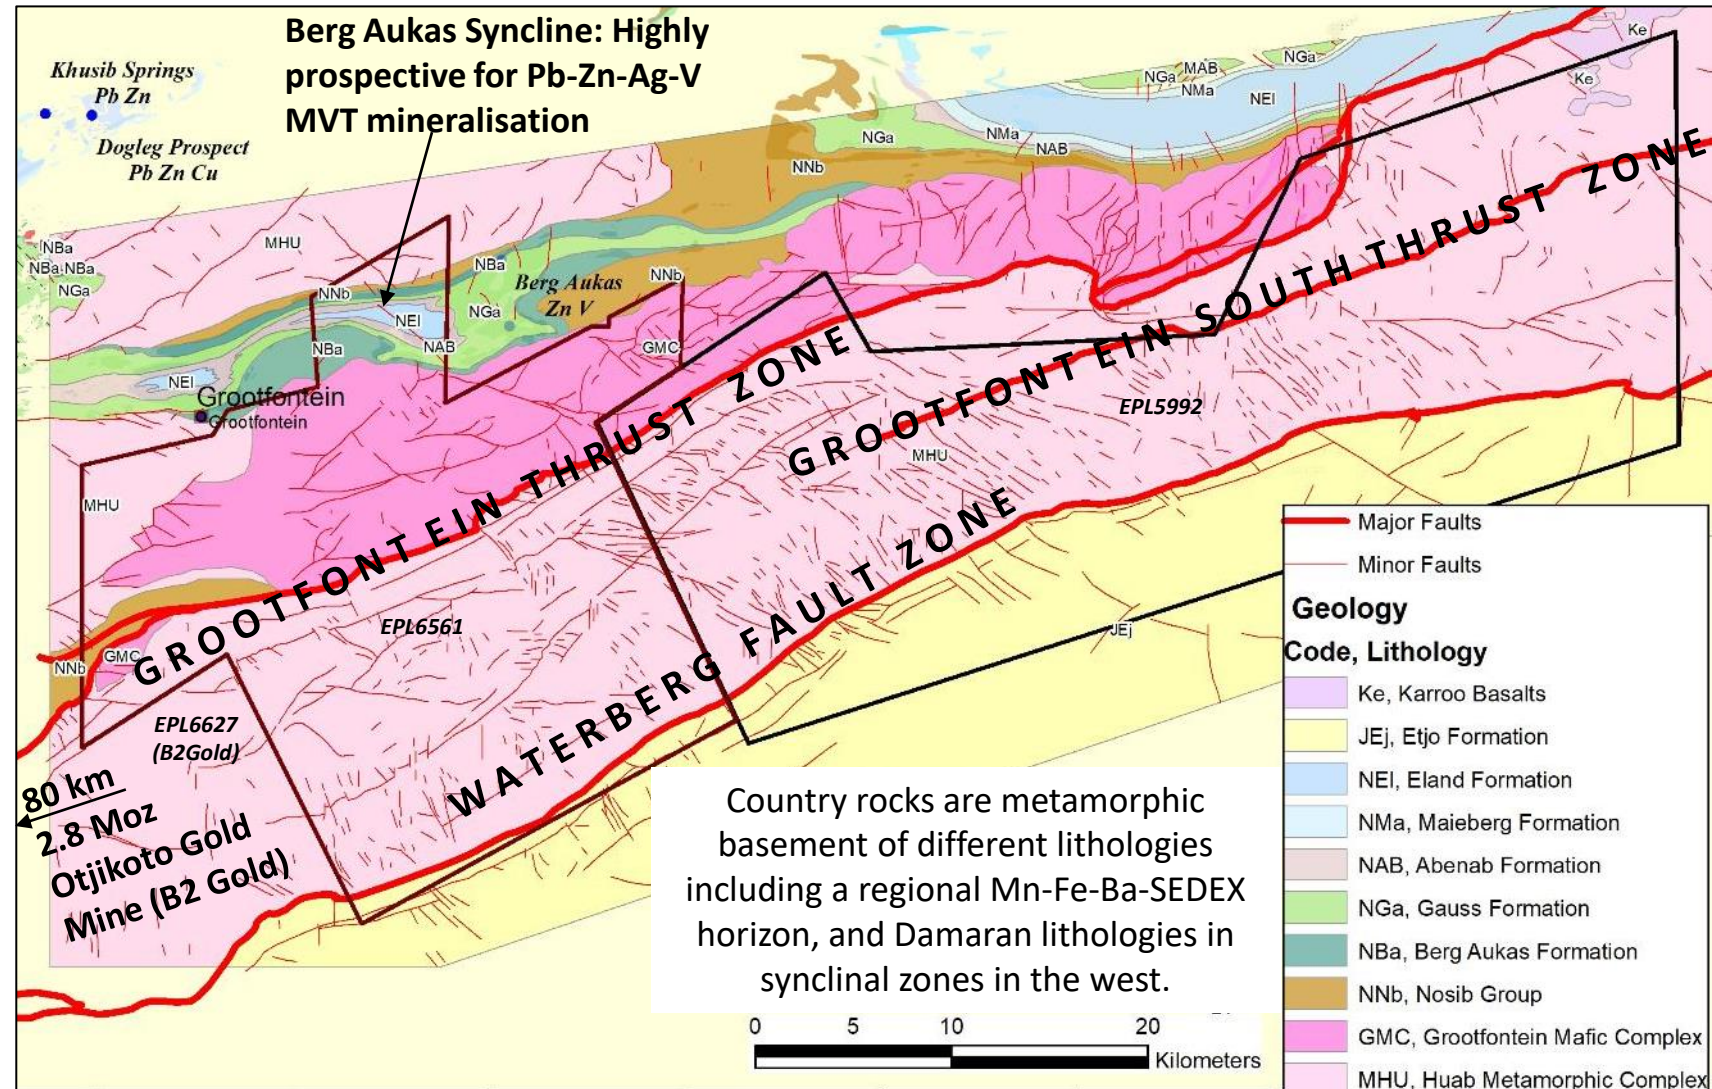 Berg Aukas Syncline: Highly
prospective for Pb-Zn-Ag-V
MVT mineralisation
Khusib Springs
Pb Zn
Dogleg Prospect
Pb Zn Cu
Ke
Ke
NGa
MAB
NGa
NMa
NEl
NGa
NMa
NAB
NNb
NBa
NBa NBa
NGa
MHU
NBa
NNb
Berg Aukas
Zn V
NNb
NGa
NEl
NAB
NBa
GMC
NEl
Grootfontein
Grootfontein
MHU
GROOTFONTEIN THRUST ZONE
GROOTFONTEIN SOUTH THRUST ZONE
EPL5992
MHU
WATERBERG FAULT ZONE
EPL6561
JEj
NNb
GMC
EPL6627
(B2Gold)
80 km
2.8 Moz
Otjikoto Gold
Mine (B2 Gold)
Country rocks are metamorphic
basement of different lithologies
including a regional Mn-Fe-Ba-SEDEX
horizon, and Damaran lithologies in
synclinal zones in the west.
0 5 10 20
Kilometers
Major Faults
Minor Faults
Geology
Code, Lithology
Ke, Karroo Basalts
JEj, Etjo Formation
NEl, Eland Formation
NMa, Maieberg Formation
NAB, Abenab Formation
NGa, Gauss Formation
NBa, Berg Aukas Formation
NNb, Nosib Group
GMC, Grootfontein Mafic Complex
MHU, Huab Metamorphic Complex